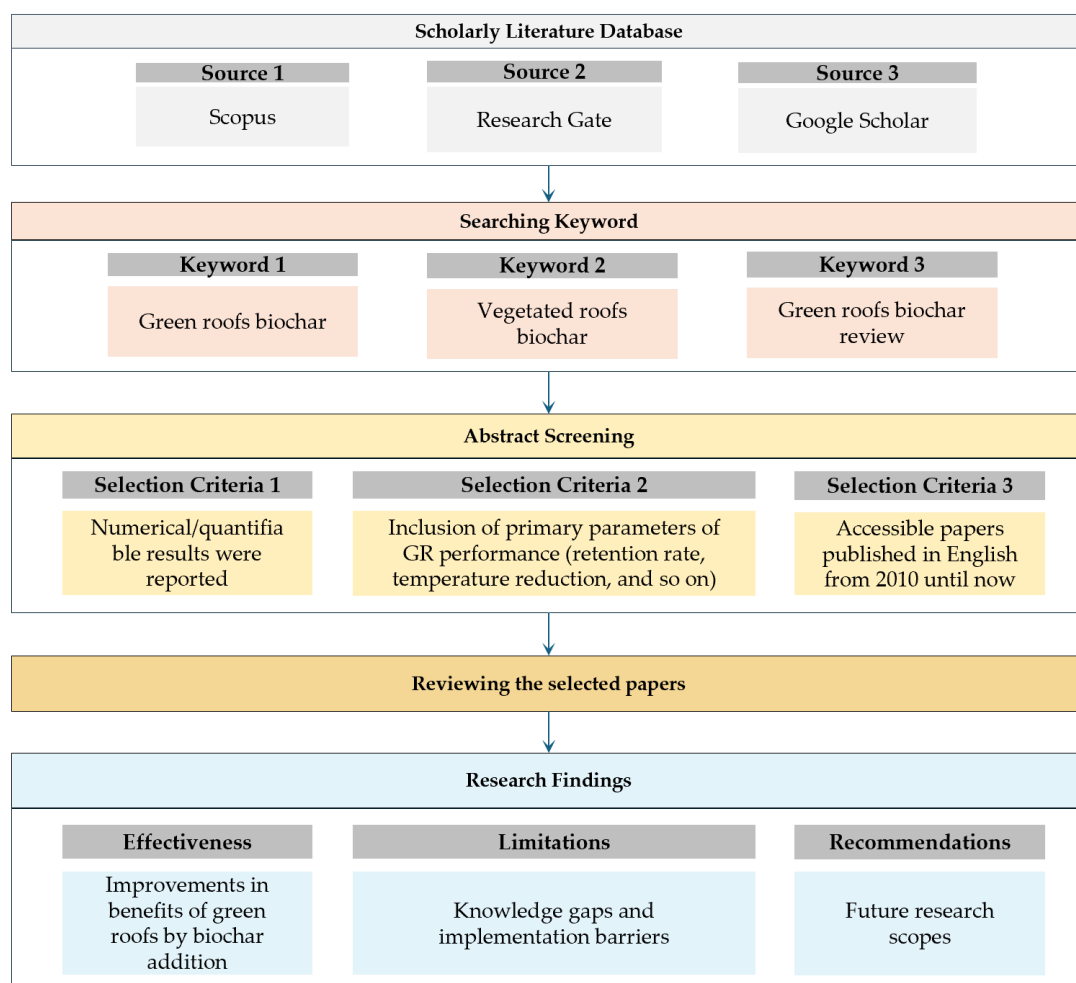 Scholarly Literature Database
Source 1
Source 2
Source 3
Scopus
Research Gate
Google Scholar
Searching Keyword
Keyword 1
Keyword 2
Keyword 3
Green roofs biochar
Vegetated roofs
biochar
Green roofs biochar
review
Abstract Screening
Selection Criteria 1
Selection Criteria 2
Selection Criteria 3
Numerical/quantifia
ble results were
reported
Inclusion of primary parameters of
GR performance (retention rate,
temperature reduction, and so on)
Accessible papers
published in English
from 2010 until now
Reviewing the selected papers
Research Findings
Effectiveness
Limitations
Recommendations
Improvements in
benefits of green
roofs by biochar
addition
Knowledge gaps and
implementation barriers
Future research
scopes